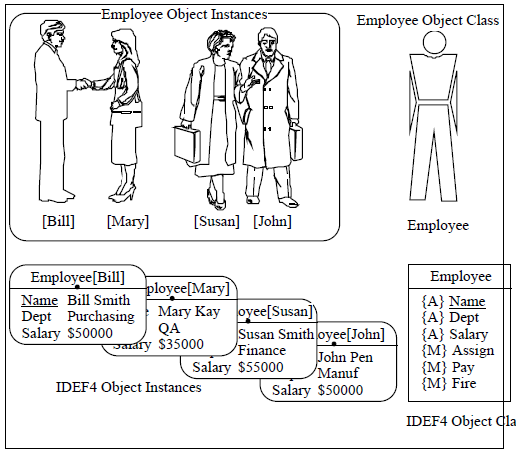 Employee Object Instances
Employee Object Class
[Bill] [Mary] [Susan] [John]
Employee
Employee[Bill]
Name Bill Smith
Dept Purchasing
Salary $50000
ployee[Mary]
e Mary Kay
QA
ary $35000
oyee[Susan]
Susan Smith
Finance
Salary $55000
oyee[John]
John Pen
Manuf
Salary $50000
IDEF4 Object Instances
Employee
{A} Name
{A} Dept
{A} Salary
{M} Assign
{M} Pay
{M} Fire
IDEF4 Object Cla